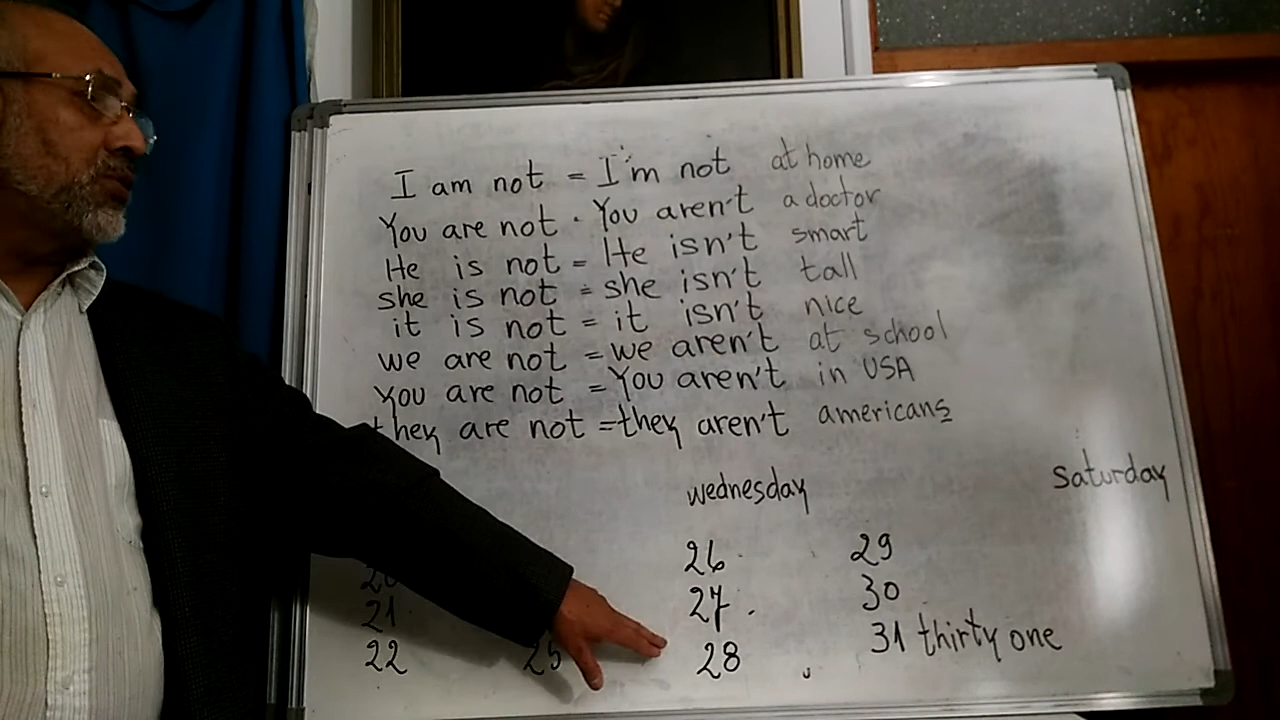 I am not = I'm not at home
You are not . You aren't a doctor
He is not = He isn't smart
she is not = she isn't tall
it is not = it isn't nice
we are not = we aren't at school
you are not = You aren't in USA
they are not = they aren't americans
wednesday saturday
20 26 29
21 27 30
22 25 28 31 thirty one